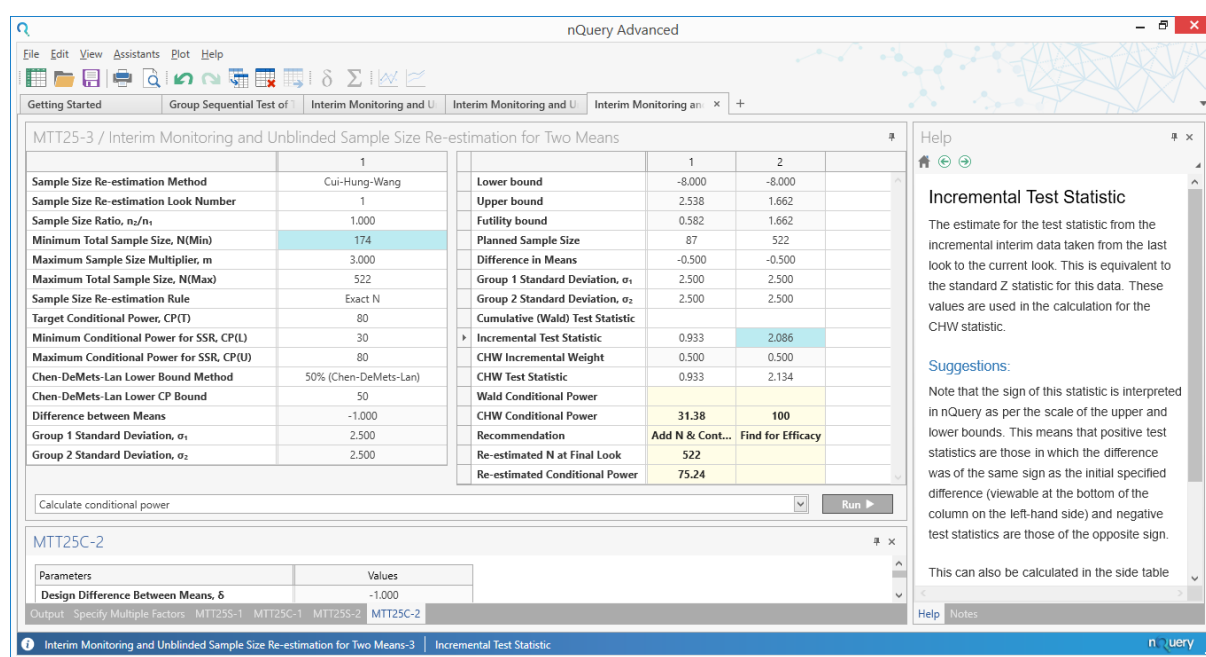 nQuery Advanced
File Edit View Assistants Plot Help
Getting Started
Group Sequential Test of
Interim Monitoring and U
Interim Monitoring and U
Interim Monitoring an × +
MTT25-3 / Interim Monitoring and Unblinded Sample Size Re-estimation for Two Means
1
Sample Size Re-estimation Method Cui-Hung-Wang
Sample Size Re-estimation Look Number 1
Sample Size Ratio, n₂/n₁ 1.000
Minimum Total Sample Size, N(Min) 174
Maximum Sample Size Multiplier, m 3.000
Maximum Total Sample Size, N(Max) 522
Sample Size Re-estimation Rule Exact N
Target Conditional Power, CP(T) 80
Minimum Conditional Power for SSR, CP(L) 30
Maximum Conditional Power for SSR, CP(U) 80
Chen-DeMets-Lan Lower Bound Method 50% (Chen-DeMets-Lan)
Chen-DeMets-Lan Lower CP Bound 50
Difference between Means -1.000
Group 1 Standard Deviation, σ₁ 2.500
Group 2 Standard Deviation, σ₂ 2.500
1 2
Lower bound -8.000 -8.000
Upper bound 2.538 1.662
Futility bound 0.582 1.662
Planned Sample Size 87 522
Difference in Means -0.500 -0.500
Group 1 Standard Deviation, σ₁ 2.500 2.500
Group 2 Standard Deviation, σ₂ 2.500 2.500
Cumulative (Wald) Test Statistic
Incremental Test Statistic 0.933 2.086
CHW Incremental Weight 0.500 0.500
CHW Test Statistic 0.933 2.134
Wald Conditional Power
CHW Conditional Power 31.38 100
Recommendation Add N & Cont... Find for Efficacy
Re-estimated N at Final Look 522
Re-estimated Conditional Power 75.24
Calculate conditional power
Run
MTT25C-2
Parameters Values
Design Difference Between Means, δ -1.000
Output Specify Multiple Factors MTT25S-1 MTT25C-1 MTT25S-2 MTT25C-2
Help
Incremental Test Statistic
The estimate for the test statistic from the
incremental interim data taken from the last
look to the current look. This is equivalent to
the standard Z statistic for this data. These
values are used in the calculation for the
CHW statistic.
Suggestions:
Note that the sign of this statistic is interpreted
in nQuery as per the scale of the upper and
lower bounds. This means that positive test
statistics are those in which the difference
was of the same sign as the initial specified
difference (viewable at the bottom of the
column on the left-hand side) and negative
test statistics are those of the opposite sign.
This can also be calculated in the side table
Help Notes
Interim Monitoring and Unblinded Sample Size Re-estimation for Two Means-3 Incremental Test Statistic
nQuery